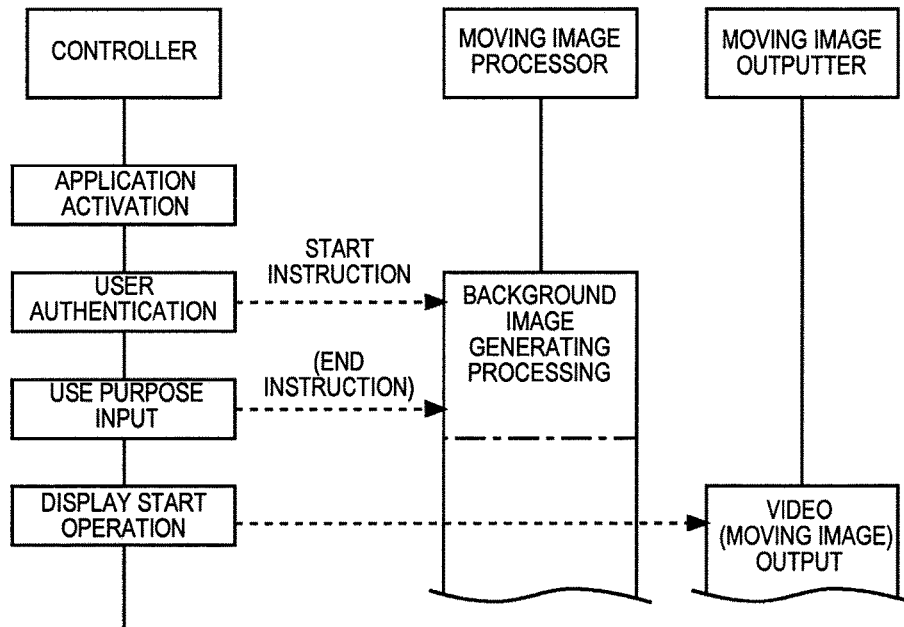 CONTROLLER
MOVING IMAGE
PROCESSOR
MOVING IMAGE
OUTPUTTER
APPLICATION
ACTIVATION
USER
AUTHENTICATION
START
INSTRUCTION
BACKGROUND
IMAGE
GENERATING
PROCESSING
USE PURPOSE
INPUT
(END
INSTRUCTION)
DISPLAY START
OPERATION
VIDEO
(MOVING IMAGE)
OUTPUT